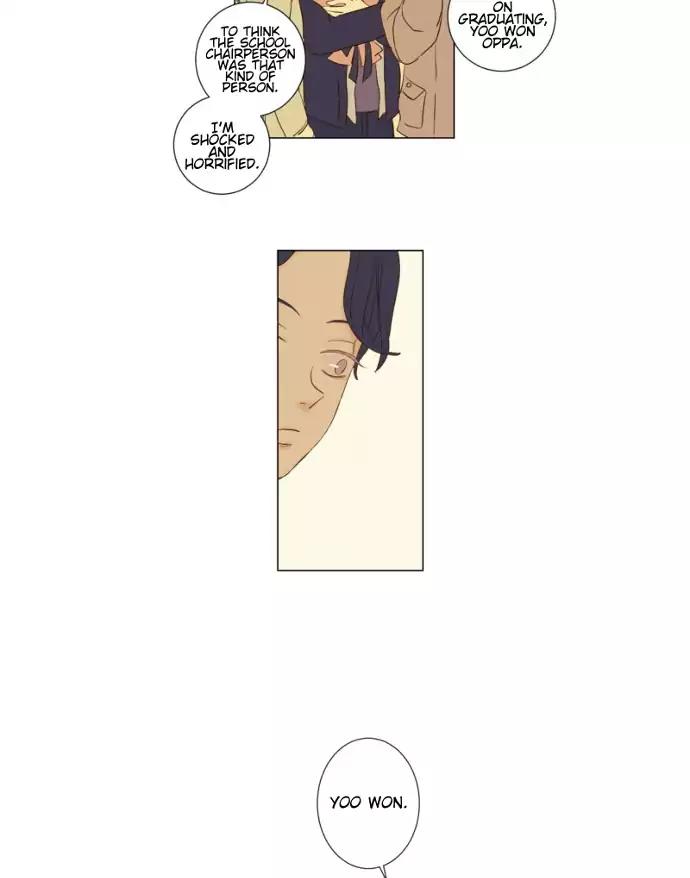 ON
GRADUATING,
YOO WON
OPPA.
TO THINK
THE SCHOOL
CHAIRPERSON
WAS THAT
KIND OF
PERSON.
I'M
SHOCKED
AND
HORRIFIED.
YOO WON.